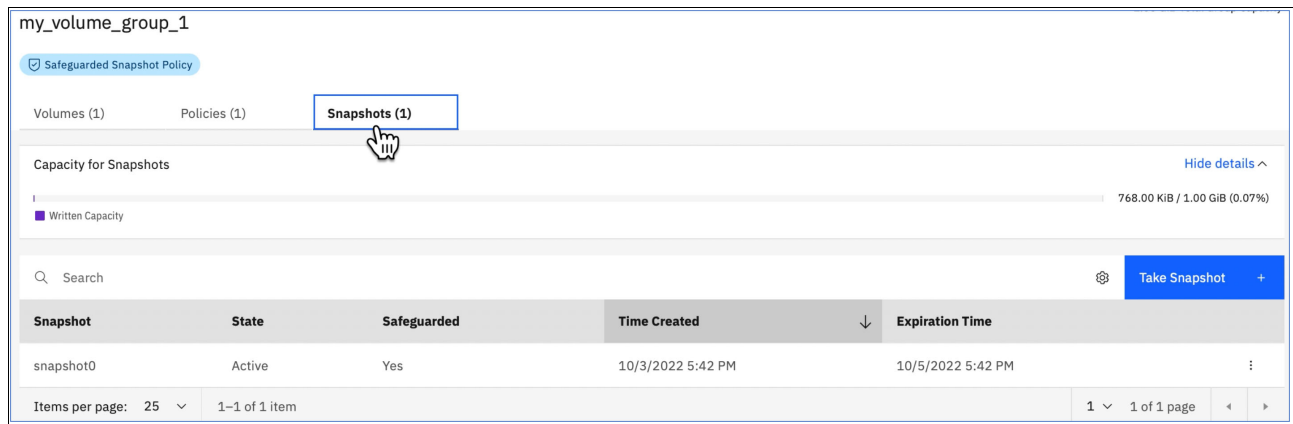 my_volume_group_1
Safeguarded Snapshot Policy
Volumes (1) Policies (1) Snapshots (1)
Capacity for Snapshots Hide details
768.00 KiB / 1.00 GiB (0.07%)
Written Capacity
Search Take Snapshot +
Snapshot State Safeguarded Time Created Expiration Time
snapshot0 Active Yes 10/3/2022 5:42 PM 10/5/2022 5:42 PM
Items per page: 25 1–1 of 1 item 1 1 of 1 page